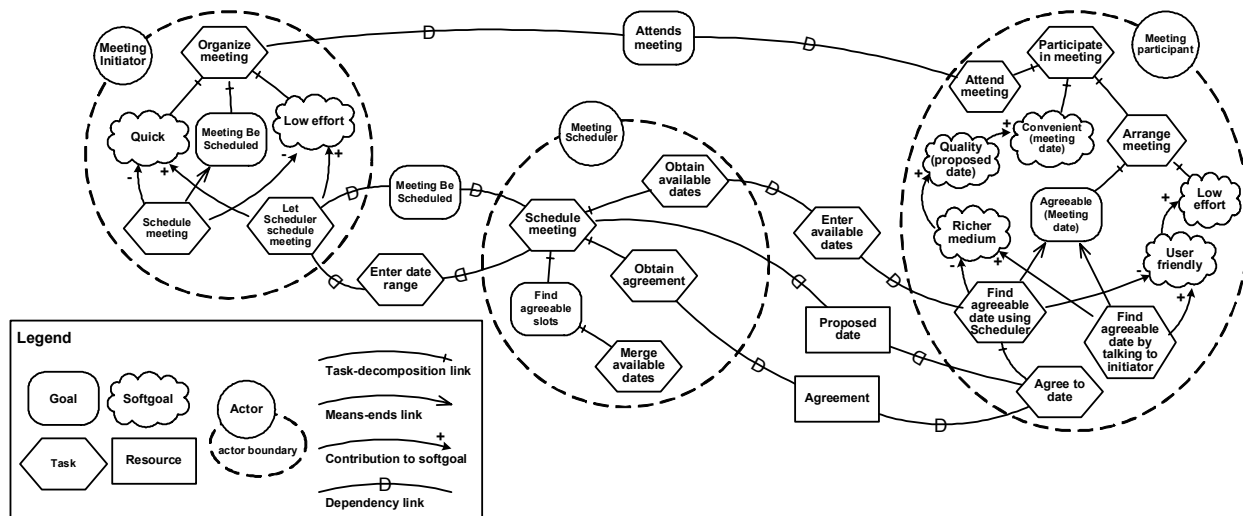 Meeting
Initiator
Organize
meeting
D
Attends
meeting
D
Participate
in meeting
Meeting
participant
Attend
meeting
Quick
Meeting Be
Scheduled
Low effort
-
+
-
+
Schedule
meeting
Let
Scheduler
schedule
meeting
D
Meeting Be
Scheduled
D
D
Enter date
range
D
Meeting
Scheduler
Obtain
available
dates
Schedule
meeting
Obtain
agreement
Find
agreeable
slots
Merge
available
dates
D
Enter
available
dates
D
D
Proposed
date
D
D
Agreement
D
Quality
(proposed
date)
+
Convenient
(meeting
date)
Arrange
meeting
+
Agreeable
(Meeting
date)
Low
effort
+
Richer
medium
User
friendly
-
+
-
+
Find
agreeable
date using
Scheduler
Find
agreeable
date by
talking to
initiator
Agree to
date
Legend
Goal
Softgoal
Actor
actor boundary
Task
Resource
Task-decomposition link
Means-ends link
+
Contribution to softgoal
D
Dependency link